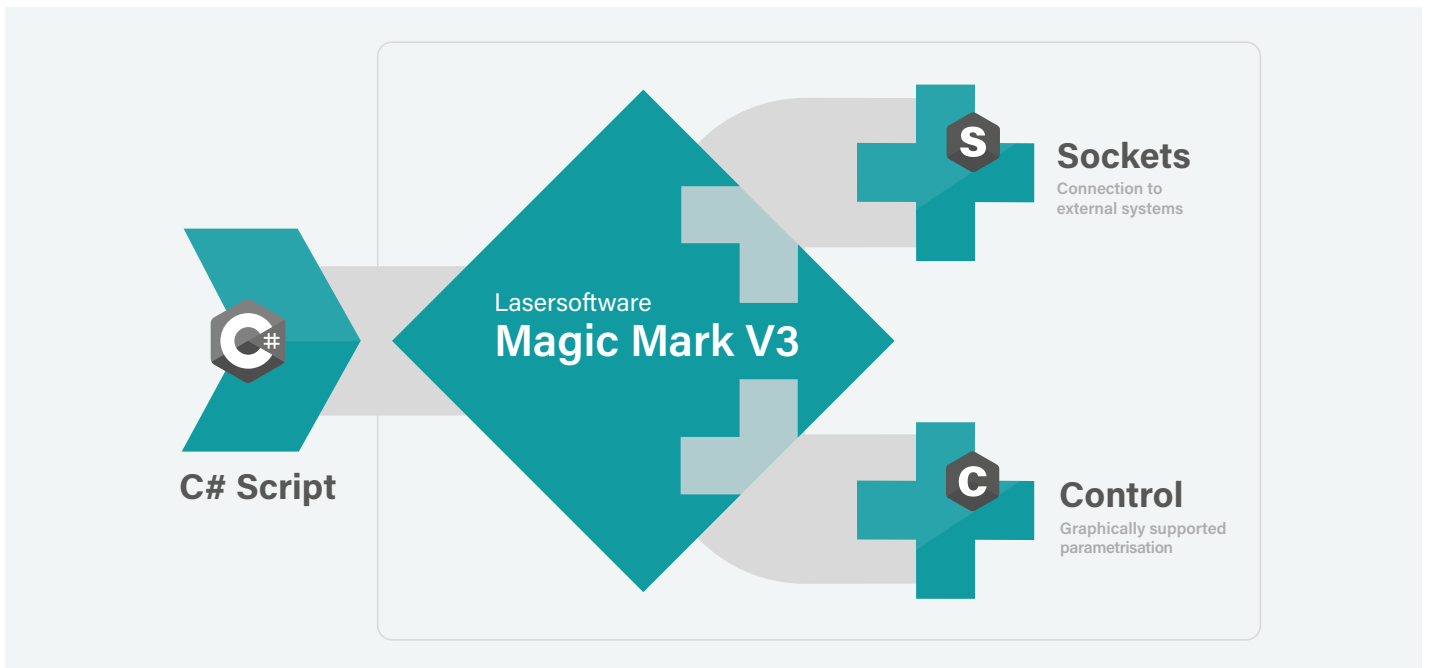 C#
C# Script
Lasersoftware
Magic Mark V3
S
Sockets
Connection to
external systems
C
Control
Graphically supported
parametrisation